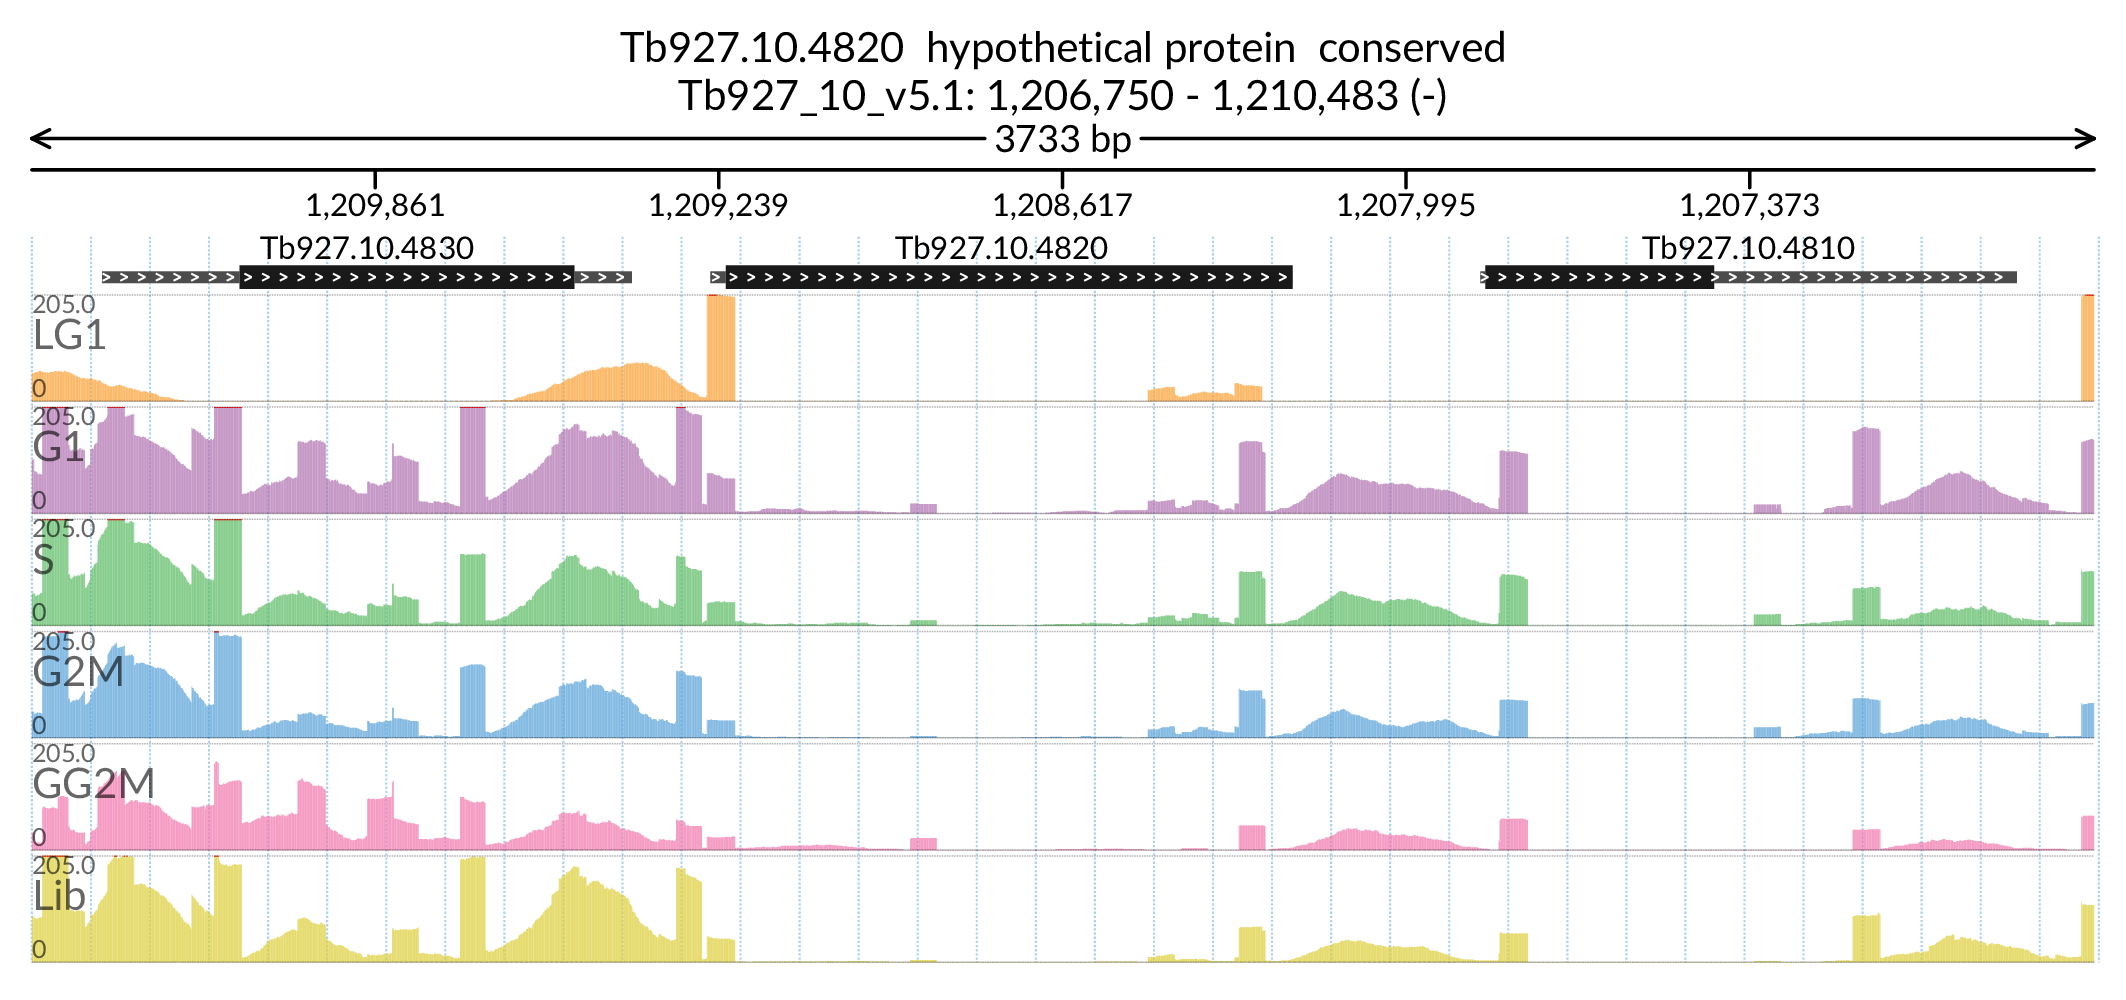 Tb927.10.4820 hypothetical protein conserved
Tb927_10_v5.1: 1,206,750 - 1,210,483 (-)
3733 bp
1,209,861 1,209,239 1,208,617 1,207,995 1,207,373
Tb927.10.4830 Tb927.10.4820 Tb927.10.4810
205.0
LG1
0
205.0
G1
0
205.0
S
0
205.0
G2M
0
205.0
GG2M
0
205.0
Lib
0